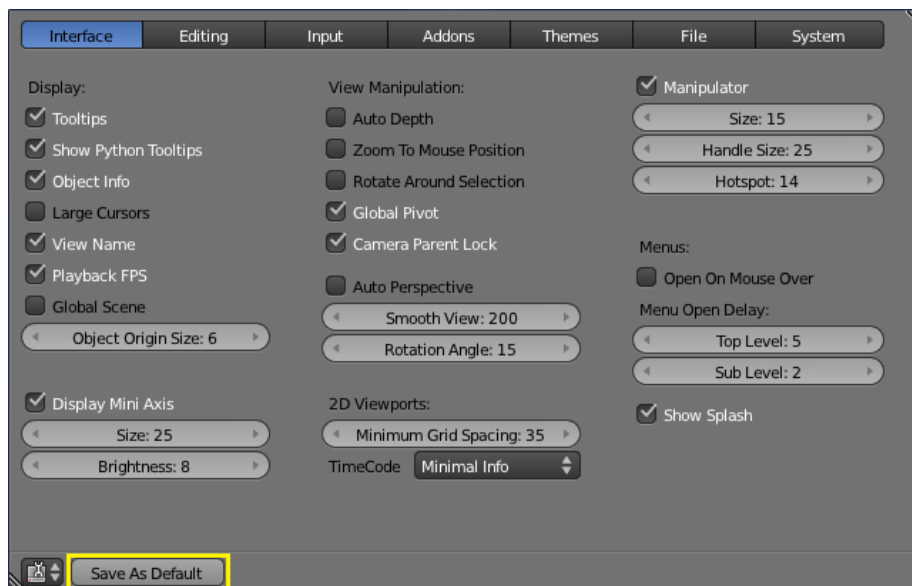 Interface Editing Input Addons Themes File System
Display:
Tooltips
Show Python Tooltips
Object Info
Large Cursors
View Name
Playback FPS
Global Scene
Object Origin Size: 6
Display Mini Axis
Size: 25
Brightness: 8
View Manipulation:
Auto Depth
Zoom To Mouse Position
Rotate Around Selection
Global Pivot
Camera Parent Lock
Auto Perspective
Smooth View: 200
Rotation Angle: 15
2D Viewports:
Minimum Grid Spacing: 35
TimeCode Minimal Info
Manipulator
Size: 15
Handle Size: 25
Hotspot: 14
Menus:
Open On Mouse Over
Menu Open Delay:
Top Level: 5
Sub Level: 2
Show Splash
Save As Default